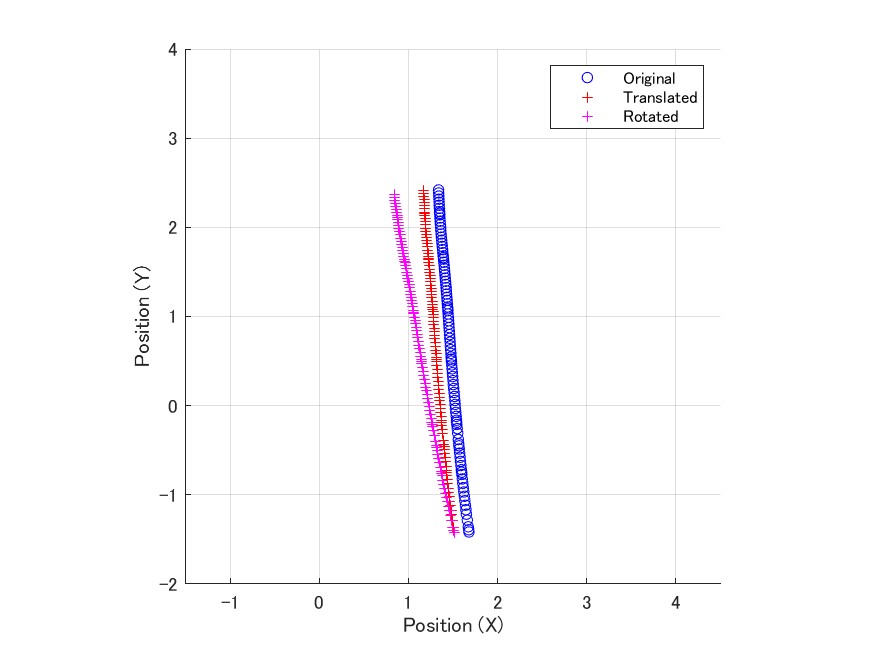 4
3
2
1
0
−1
−2
−1
0
1
2
3
4
Position (X)
Position (Y)
Original
Translated
Rotated